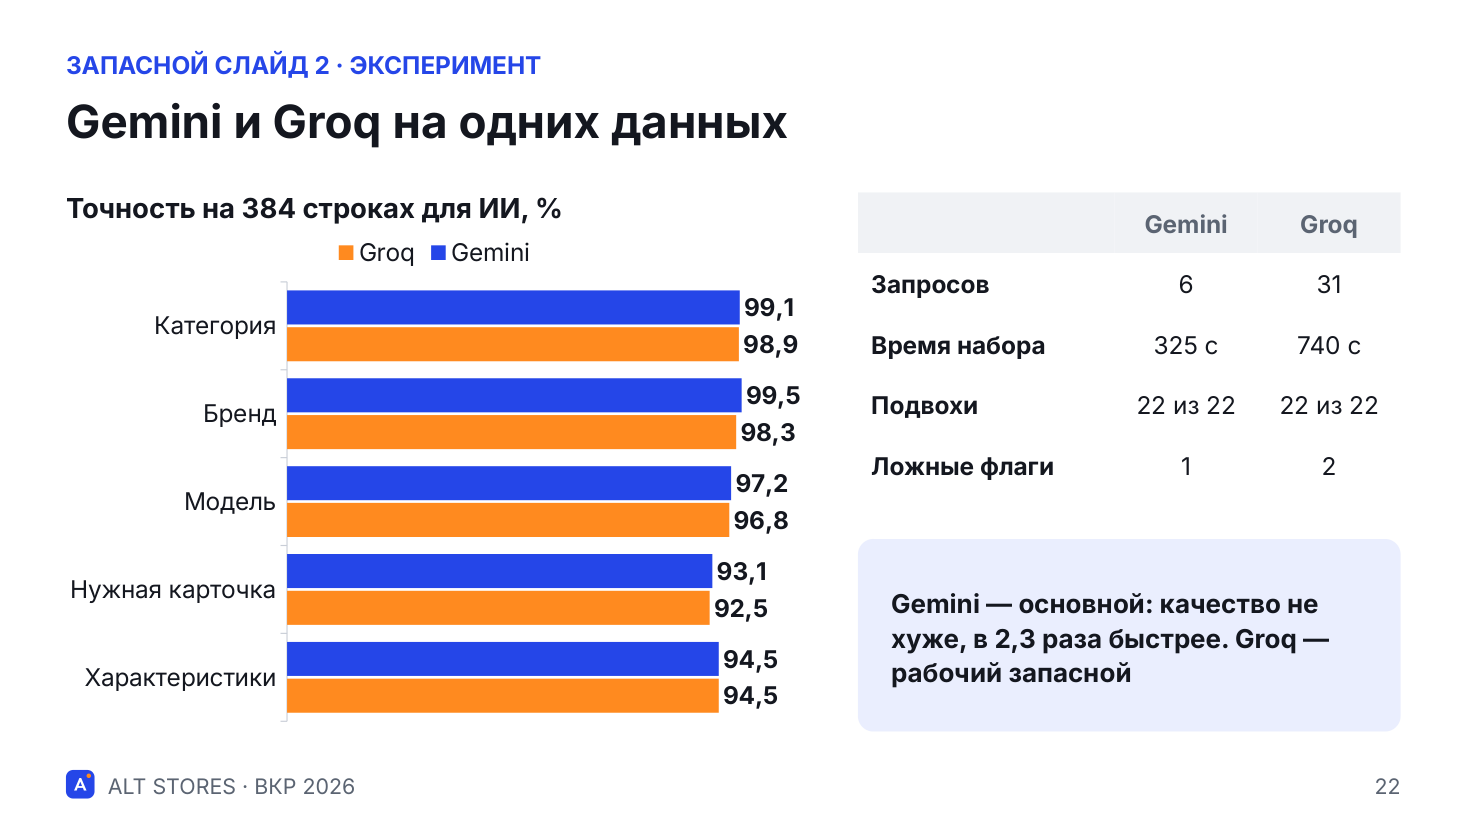 ЗАПАСНОЙ СЛАЙД 2 · ЭКСПЕРИМЕНТ
Gemini и Groq на одних данных
Точность на 384 строках для ИИ, %
Groq Gemini
Категория 99,1
98,9
Бренд 99,5
98,3
Модель 97,2
96,8
Нужная карточка 93,1
92,5
Характеристики 94,5
94,5
Gemini Groq
Запросов 6 31
Время набора 325 с 740 с
Подвохи 22 из 22 22 из 22
Ложные флаги 1 2
Gemini — основной: качество не
хуже, в 2,3 раза быстрее. Groq —
рабочий запасной
A ALT STORES · ВКР 2026
22